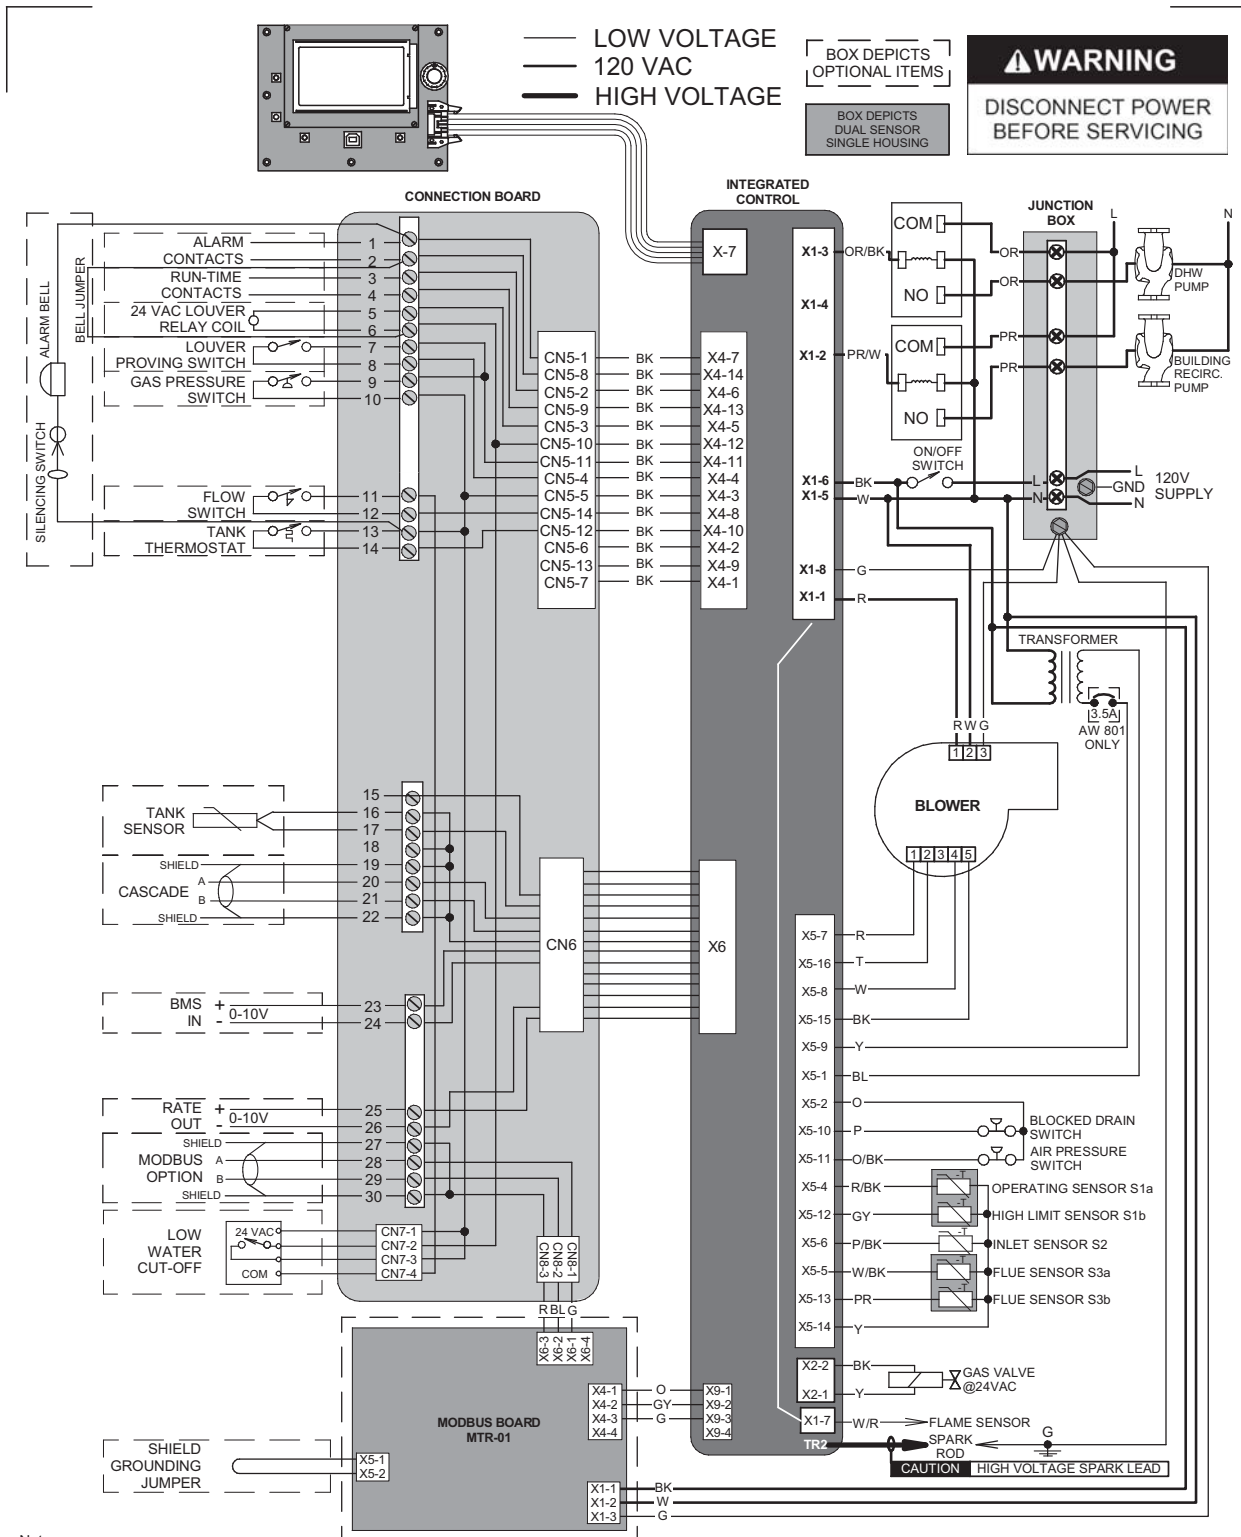 LOW VOLTAGE
120 VAC
HIGH VOLTAGE
BOX DEPICTS
OPTIONAL ITEMS
BOX DEPICTS
DUAL SENSOR
SINGLE HOUSING
WARNING
DISCONNECT POWER
BEFORE SERVICING
CONNECTION BOARD
INTEGRATED
CONTROL
JUNCTION
BOX
L
N
ALARM BELL
SILENCING SWITCH
BELL JUMPER
ALARM
CONTACTS
RUN-TIME
CONTACTS
24 VAC LOUVER
RELAY COIL
LOUVER
PROVING SWITCH
GAS PRESSURE
SWITCH
FLOW
SWITCH
TANK
THERMOSTAT
1
2
3
4
5
6
7
8
9
10
11
12
13
14
CN5-1 BK X4-7
CN5-8 BK X4-14
CN5-2 BK X4-6
CN5-9 BK X4-13
CN5-3 BK X4-5
CN5-10 BK X4-12
CN5-11 BK X4-11
CN5-4 BK X4-4
CN5-5 BK X4-3
CN5-14 BK X4-8
CN5-12 BK X4-10
CN5-6 BK X4-2
CN5-13 BK X4-9
CN5-7 BK X4-1
X-7
X1-3 OR/BK
X1-4
X1-2 PR/W
X1-6 BK
X1-5 W
X1-8 G
X1-1 R
COM
NO
COM
NO
OR
OR
PR
PR
DHW
PUMP
BUILDING
RECIRC.
PUMP
ON/OFF
SWITCH
L
N
L
GND
N
120V
SUPPLY
TRANSFORMER
3.5A
AW 801
ONLY
R W G
1 2 3
BLOWER
1 2 3 4 5
TANK
SENSOR
15
16
17
18
19
20
21
22
SHIELD
A
CASCADE
B
SHIELD
CN6
X6
BMS +
IN -
0-10V
23
24
RATE +
OUT -
0-10V
25
26
27
28
29
30
SHIELD
MODBUS A
OPTION B
SHIELD
LOW
WATER
CUT-OFF
24 VAC
COM
CN7-1
CN7-2
CN7-3
CN7-4
CN8-3
CN8-2
CN8-1
R BL G
X6-3
X6-2
X6-1
X6-4
X5-7 R
X5-16 T
X5-8 W
X5-15 BK
X5-9 Y
X5-1 BL
X5-2 O
X5-10 P
X5-11 O/BK
X5-4 R/BK
X5-12 GY
X5-6 P/BK
X5-5 W/BK
X5-13 PR
X5-14 Y
BLOCKED DRAIN
SWITCH
AIR PRESSURE
SWITCH
-T
OPERATING SENSOR S1a
-T
HIGH LIMIT SENSOR S1b
-T
INLET SENSOR S2
-T
FLUE SENSOR S3a
-T
FLUE SENSOR S3b
X2-2 BK
X2-1 Y
GAS VALVE
@24VAC
X1-7 W/R
FLAME SENSOR
TR2
SPARK
ROD
G
CAUTION HIGH VOLTAGE SPARK LEAD
MODBUS BOARD
MTR-01
X4-1 O X9-1
X4-2 GY X9-2
X4-3 G X9-3
X4-4 X9-4
SHIELD
GROUNDING
JUMPER
X5-1
X5-2
X1-1 BK
X1-2 W
X1-3 G